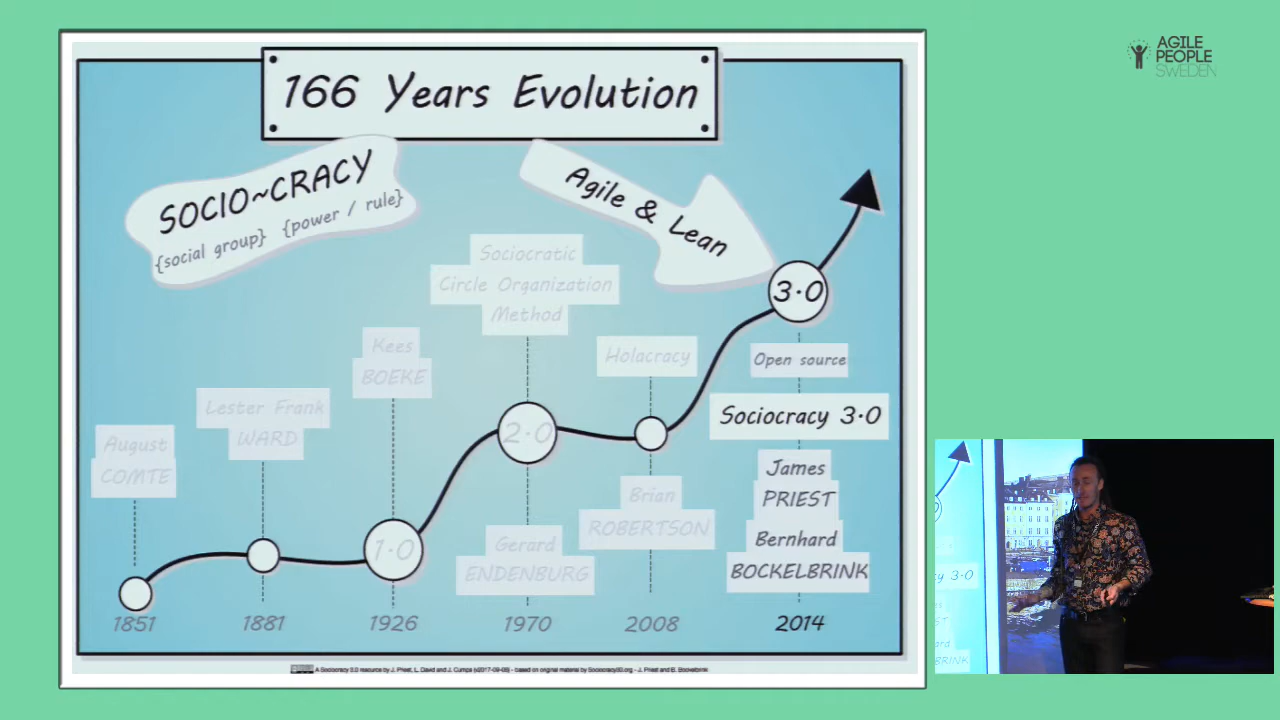 166 Years Evolution
SOCIO~CRACY
{social group} {power / rule}
Agile & Lean
3.0
Sociocratic
Circle Organization
Method
Kees
BOEKE
Holacracy
Open source
Lester Frank
WARD
Sociocracy 3.0
August
COMTE
2.0
James
PRIEST
Brian
ROBERTSON
Bernhard
BOCKELBRINK
1.0
Gerard
ENDENBURG
1851
1881
1926
1970
2008
2014
A Sociocracy 3.0 resource by J. Priest, L. David and J. Cumps (v2017-09-08) - based on original material by Sociocracy30.org - J. Priest and B. Bockelbrink
AGILE
PEOPLE
SWEDEN
3.0
BRINK